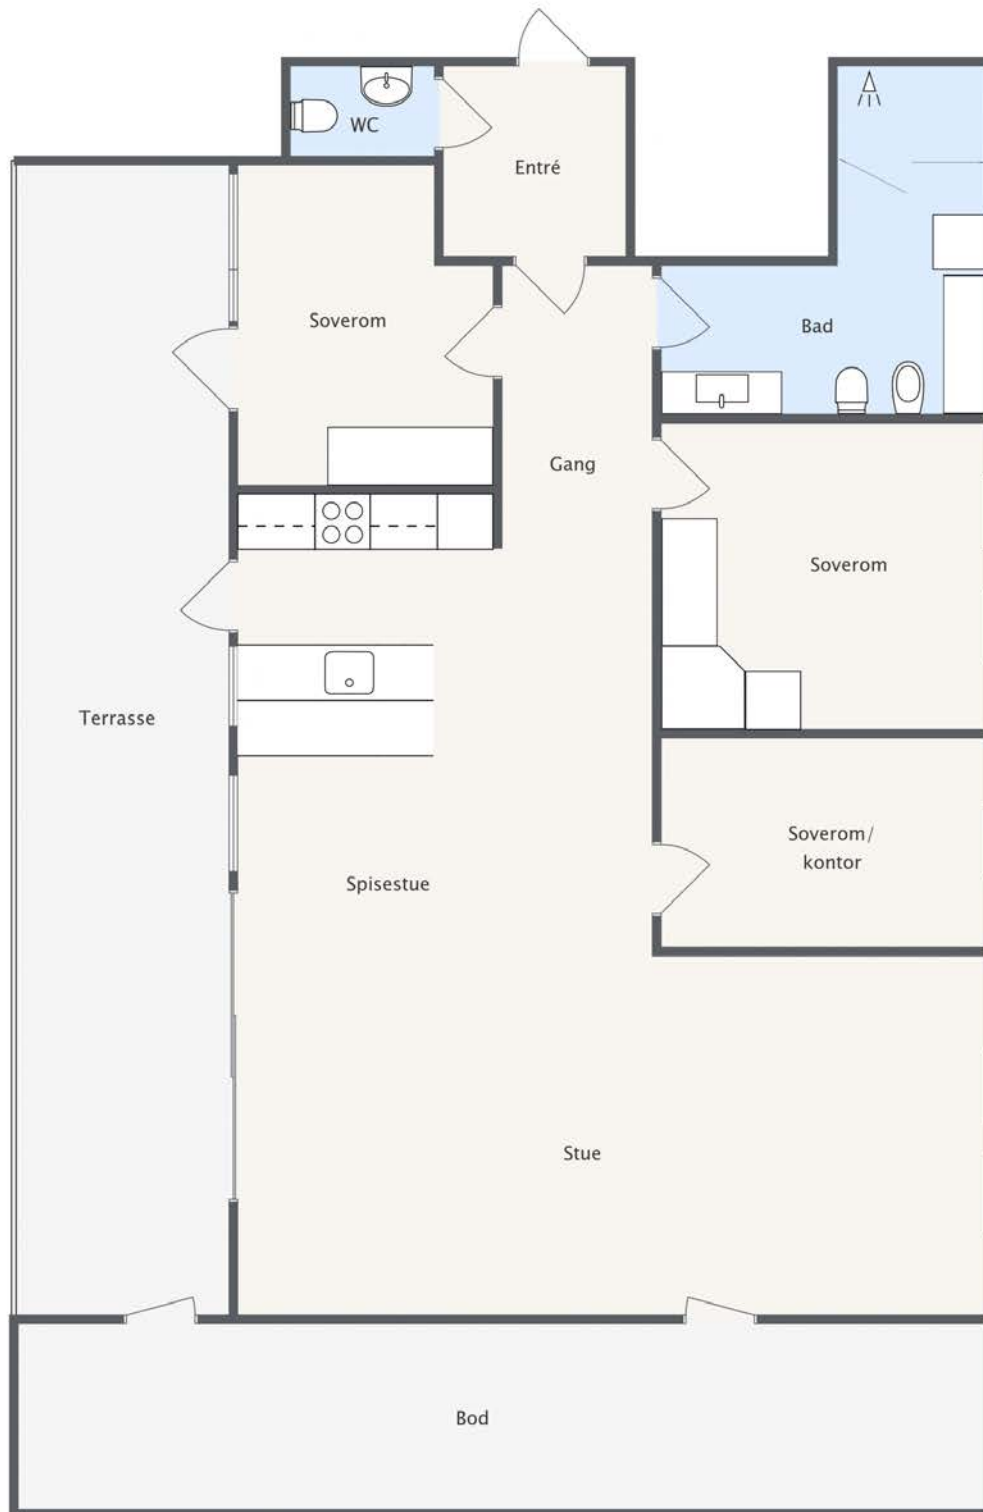 WC
Entré
Soverom
Bad
Gang
Soverom
Terrasse
Soverom/
kontor
Spisestue
Stue
Bod